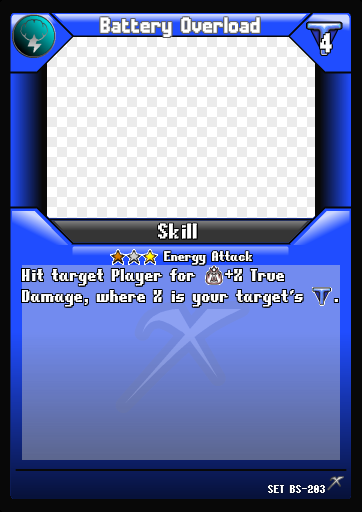 Battery Overload
4
Skill
Energy Attack
Hit target Player for +X True
Damage, where X is your target's .
SET BS-203